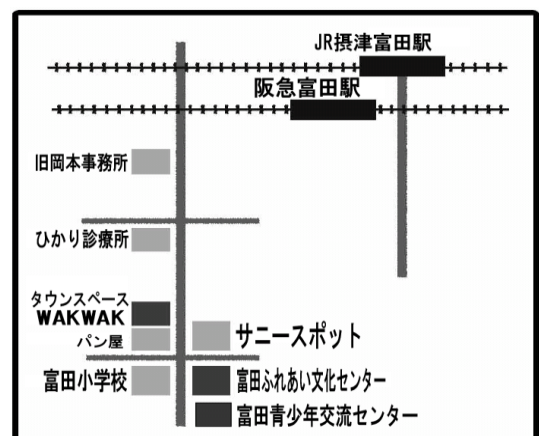 JR摂津富田駅
阪急富田駅
旧岡本事務所
ひかり診療所
タウンスペース
WAKWAK
パン屋
サニースポット
富田小学校
富田ふれあい文化センター
富田青少年交流センター